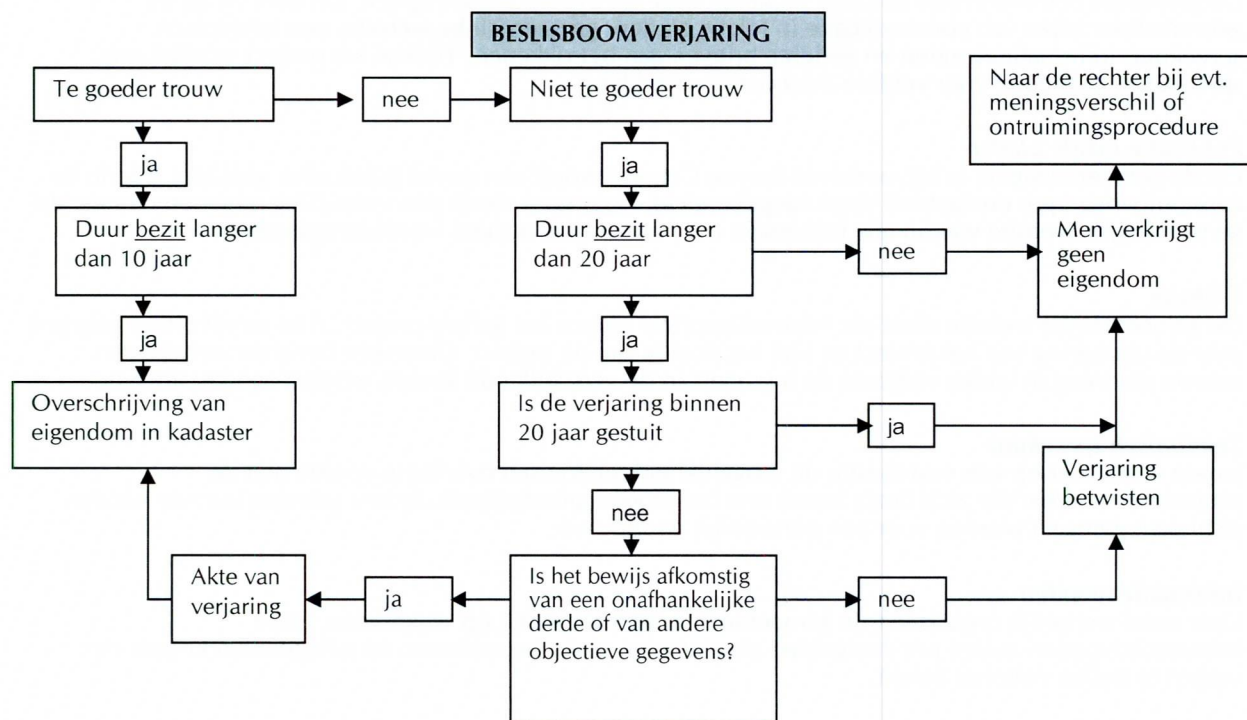 BESLISBOOM VERJARING
Te goeder trouw
nee
Niet te goeder trouw
Naar de rechter bij evt.
meningsverschil of
ontruimingsprocedure
ja
ja
Duur bezit langer
dan 10 jaar
Duur bezit langer
dan 20 jaar
nee
Men verkrijgt
geen
eigendom
ja
ja
Overschrijving van
eigendom in kadaster
Is de verjaring binnen
20 jaar gestuit
ja
Verjaring
betwisten
nee
Akte van
verjaring
ja
Is het bewijs afkomstig
van een onafhankelijke
derde of van andere
objectieve gegevens?
nee